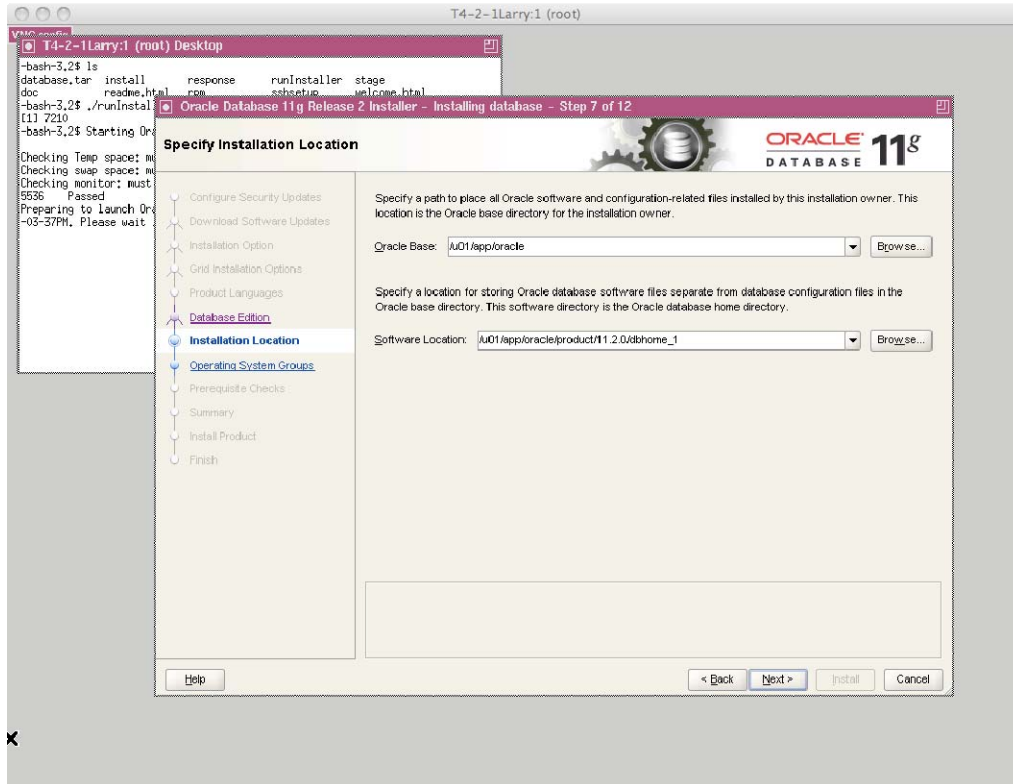 T4-2-1Larry:1 (root)
VNC config
T4-2-1Larry:1 (root) Desktop
-bash-3.2$ ls
database.tar install response runInstaller stage
doc readme.html rpm sshsetup welcome.html
-bash-3.2$ ./runInstal
[1] 7210
-bash-3.2$ Starting Ora
Checking Temp space: mu
Checking swap space: mu
Checking monitor: must
5536 Passed
Preparing to launch Ora
-03-37PM. Please wait .
Oracle Database 11g Release 2 Installer - Installing database - Step 7 of 12
Specify Installation Location
ORACLE
DATABASE
11g
Configure Security Updates
Download Software Updates
Installation Option
Grid Installation Options
Product Languages
Database Edition
Installation Location
Operating System Groups
Prerequisite Checks
Summary
Install Product
Finish
Specify a path to place all Oracle software and configuration-related files installed by this installation owner. This
location is the Oracle base directory for the installation owner.
Oracle Base: /u01/app/oracle
Browse...
Specify a location for storing Oracle database software files separate from database configuration files in the
Oracle base directory. This software directory is the Oracle database home directory.
Software Location: /u01/app/oracle/product/11.2.0/dbhome_1
Browse...
Help
< Back
Next >
Install
Cancel